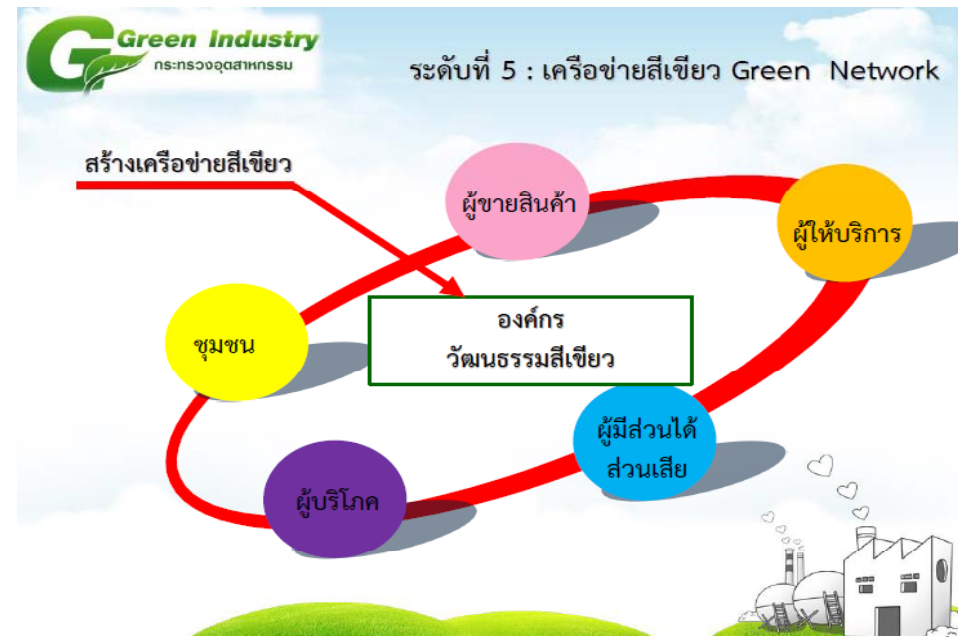 Green Industry
กระทรวงอุตสาหกรรม
ระดับที่ 5 : เครือข่ายสีเขียว Green Network
สร้างเครือข่ายสีเขียว
ผู้ขายสินค้า
ผู้ให้บริการ
องค์กร
วัฒนธรรมสีเขียว
ชุมชน
ผู้มีส่วนได้
ส่วนเสีย
ผู้บริโภค